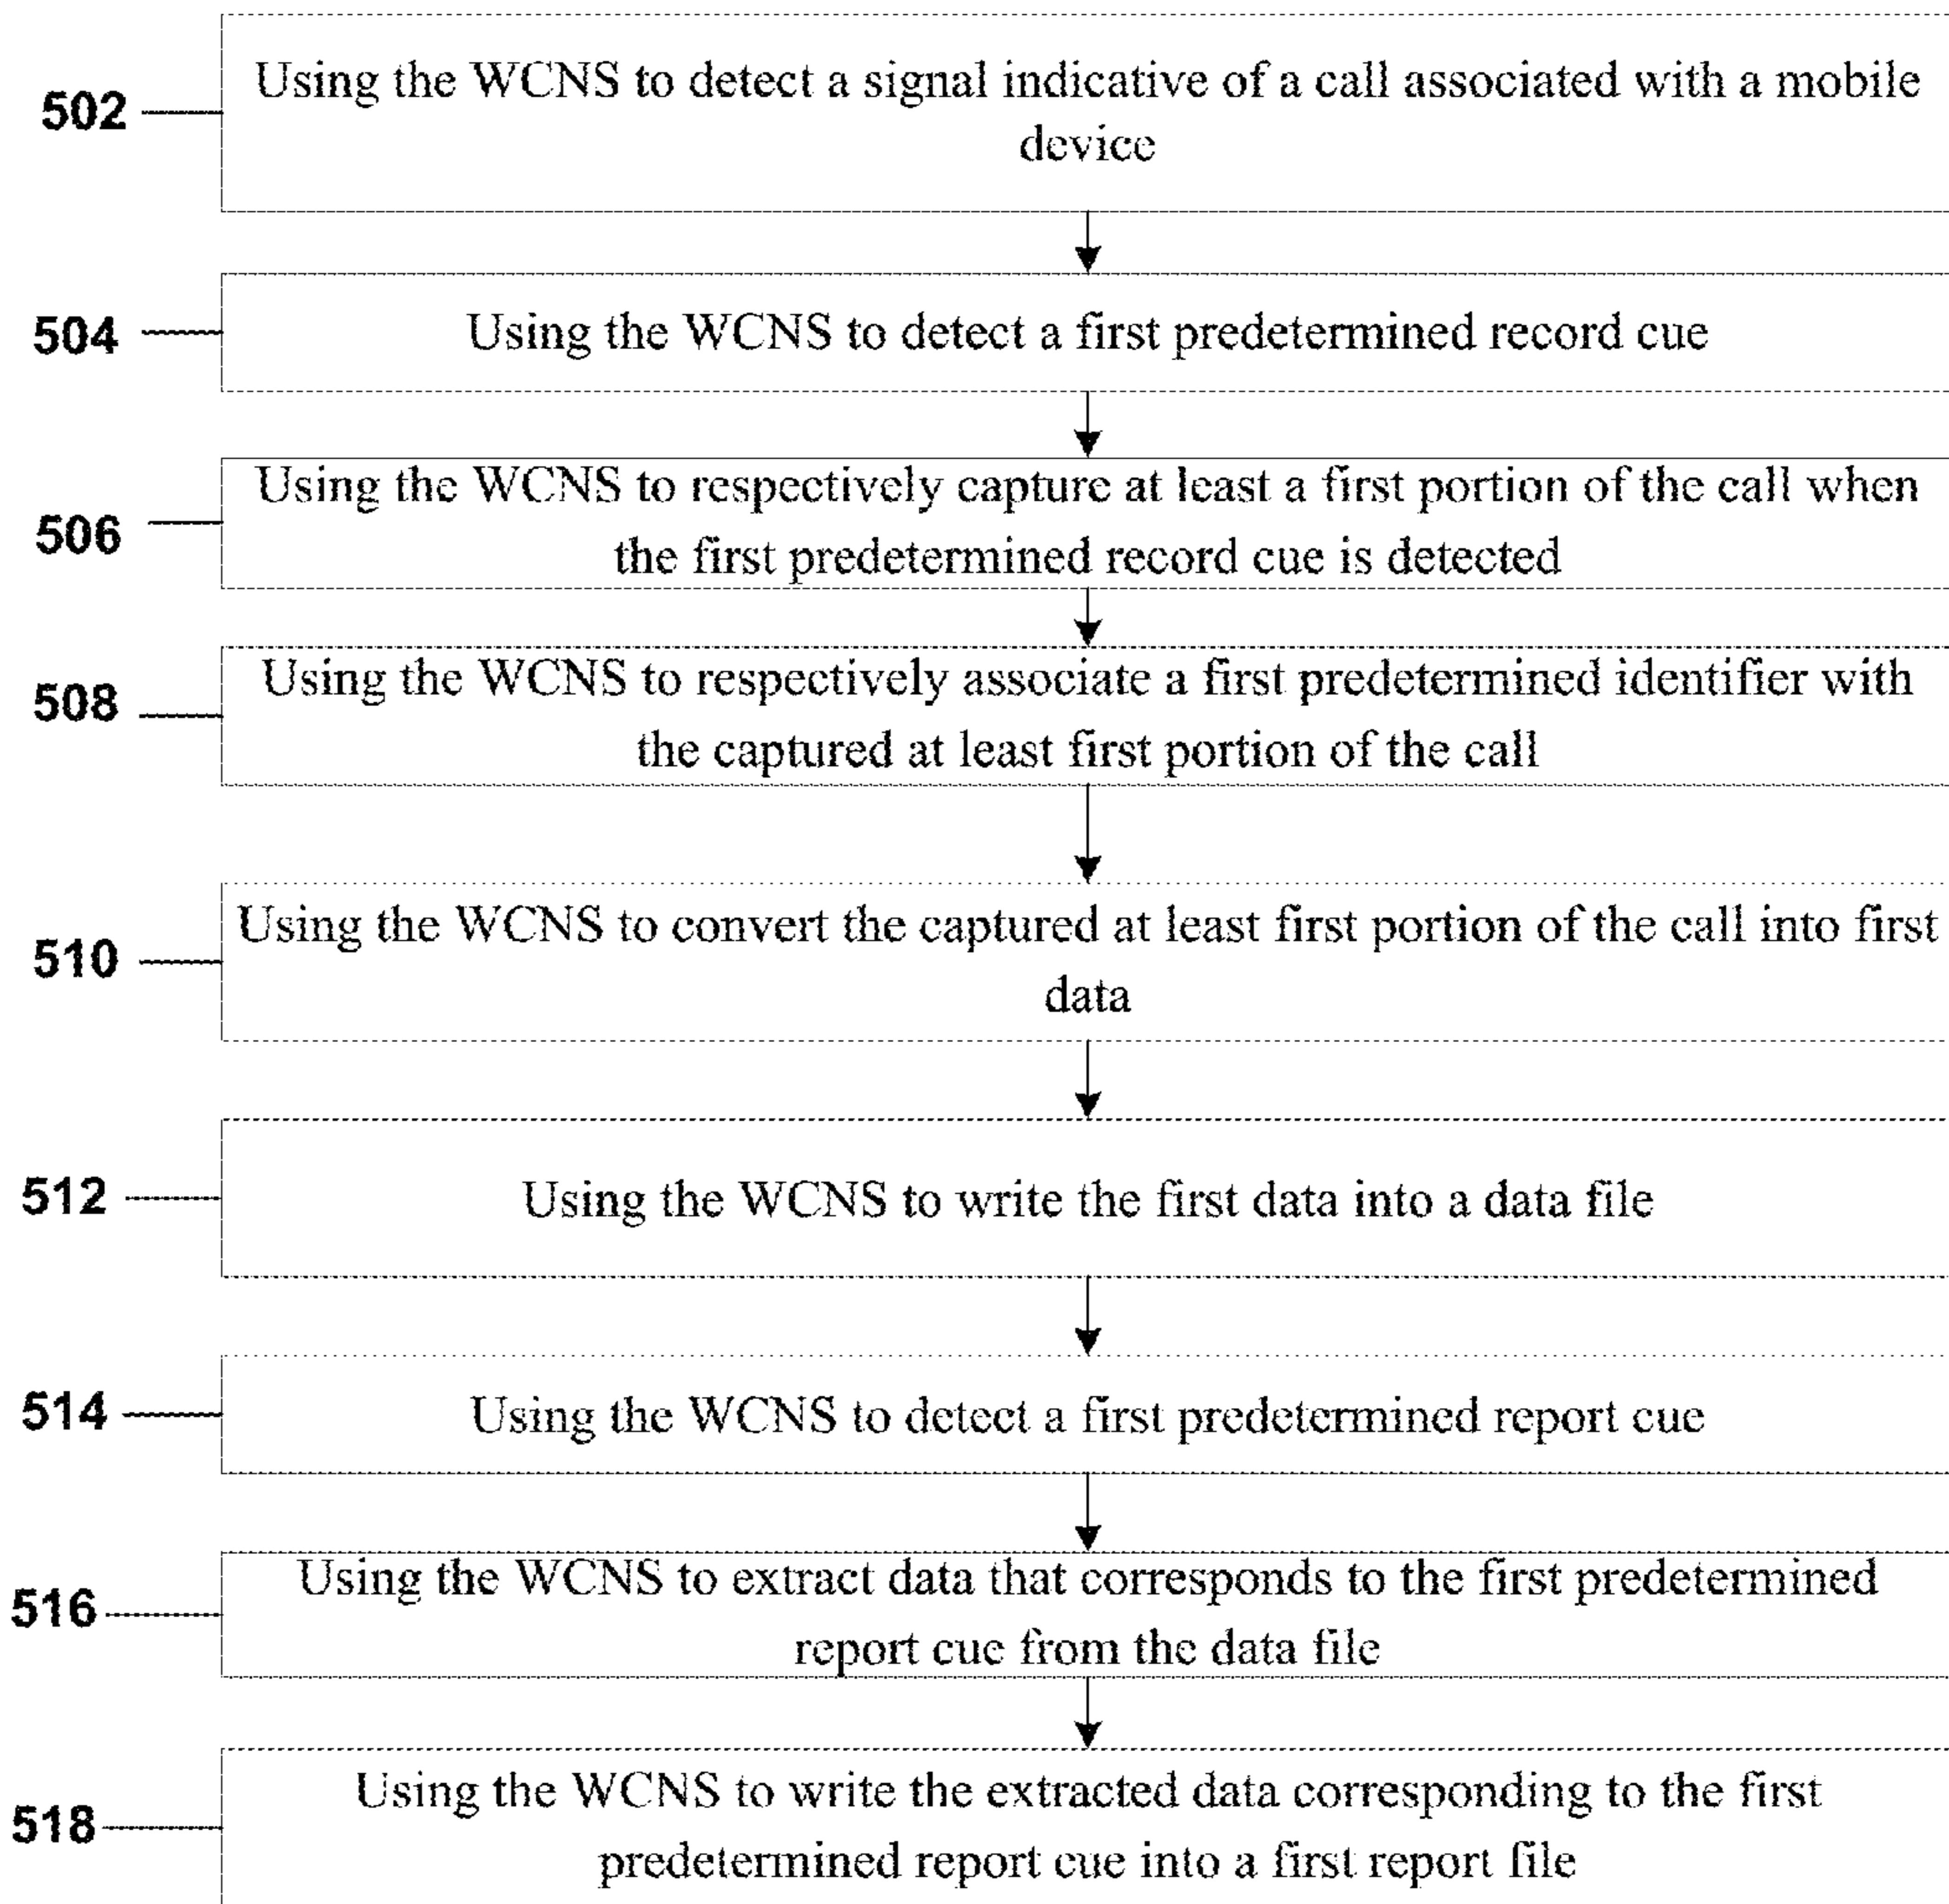 502
Using the WCNS to detect a signal indicative of a call associated with a mobile
device
504
Using the WCNS to detect a first predetermined record cue
506
Using the WCNS to respectively capture at least a first portion of the call when
the first predetermined record cue is detected
508
Using the WCNS to respectively associate a first predetermined identifier with
the captured at least first portion of the call
510
Using the WCNS to convert the captured at least first portion of the call into first
data
512
Using the WCNS to write the first data into a data file
514
Using the WCNS to detect a first predetermined report cue
516
Using the WCNS to extract data that corresponds to the first predetermined
report cue from the data file
518
Using the WCNS to write the extracted data corresponding to the first
predetermined report cue into a first report file